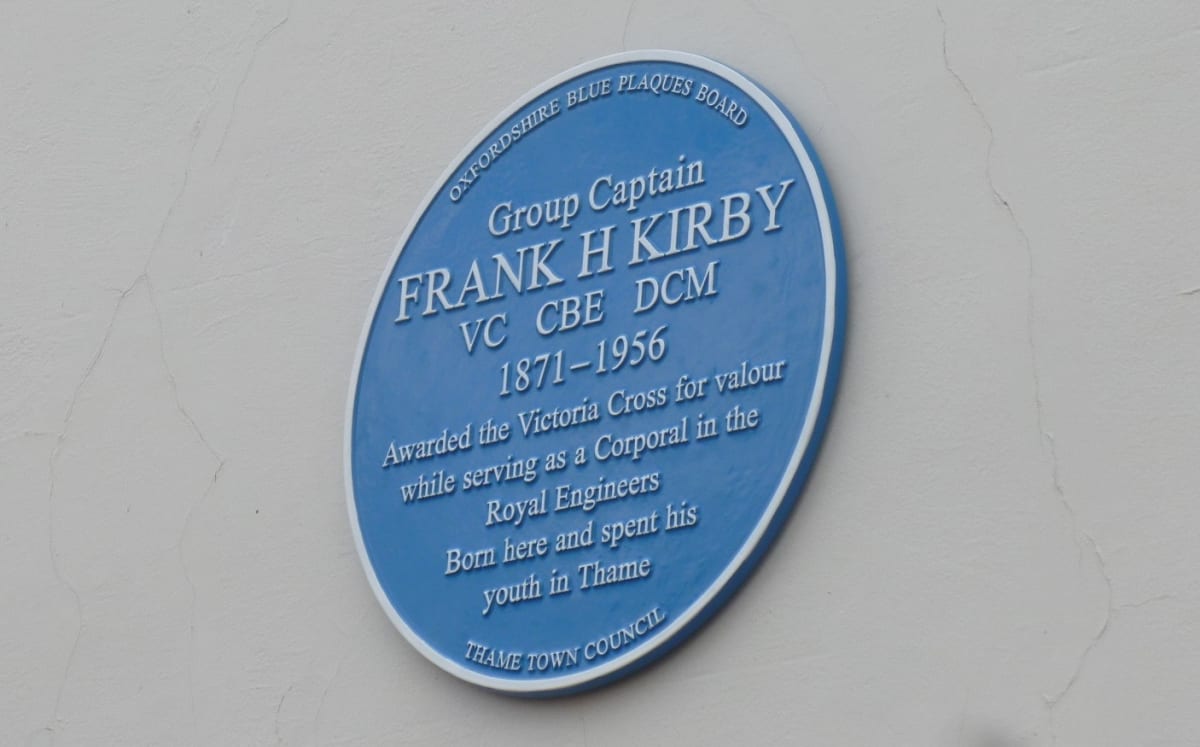 OXFORDSHIRE BLUE PLAQUES BOARD
Group Captain
FRANK H KIRBY
VC CBE DCM
1871–1956
Awarded the Victoria Cross for valour
while serving as a Corporal in the
Royal Engineers
Born here and spent his
youth in Thame
THAME TOWN COUNCIL